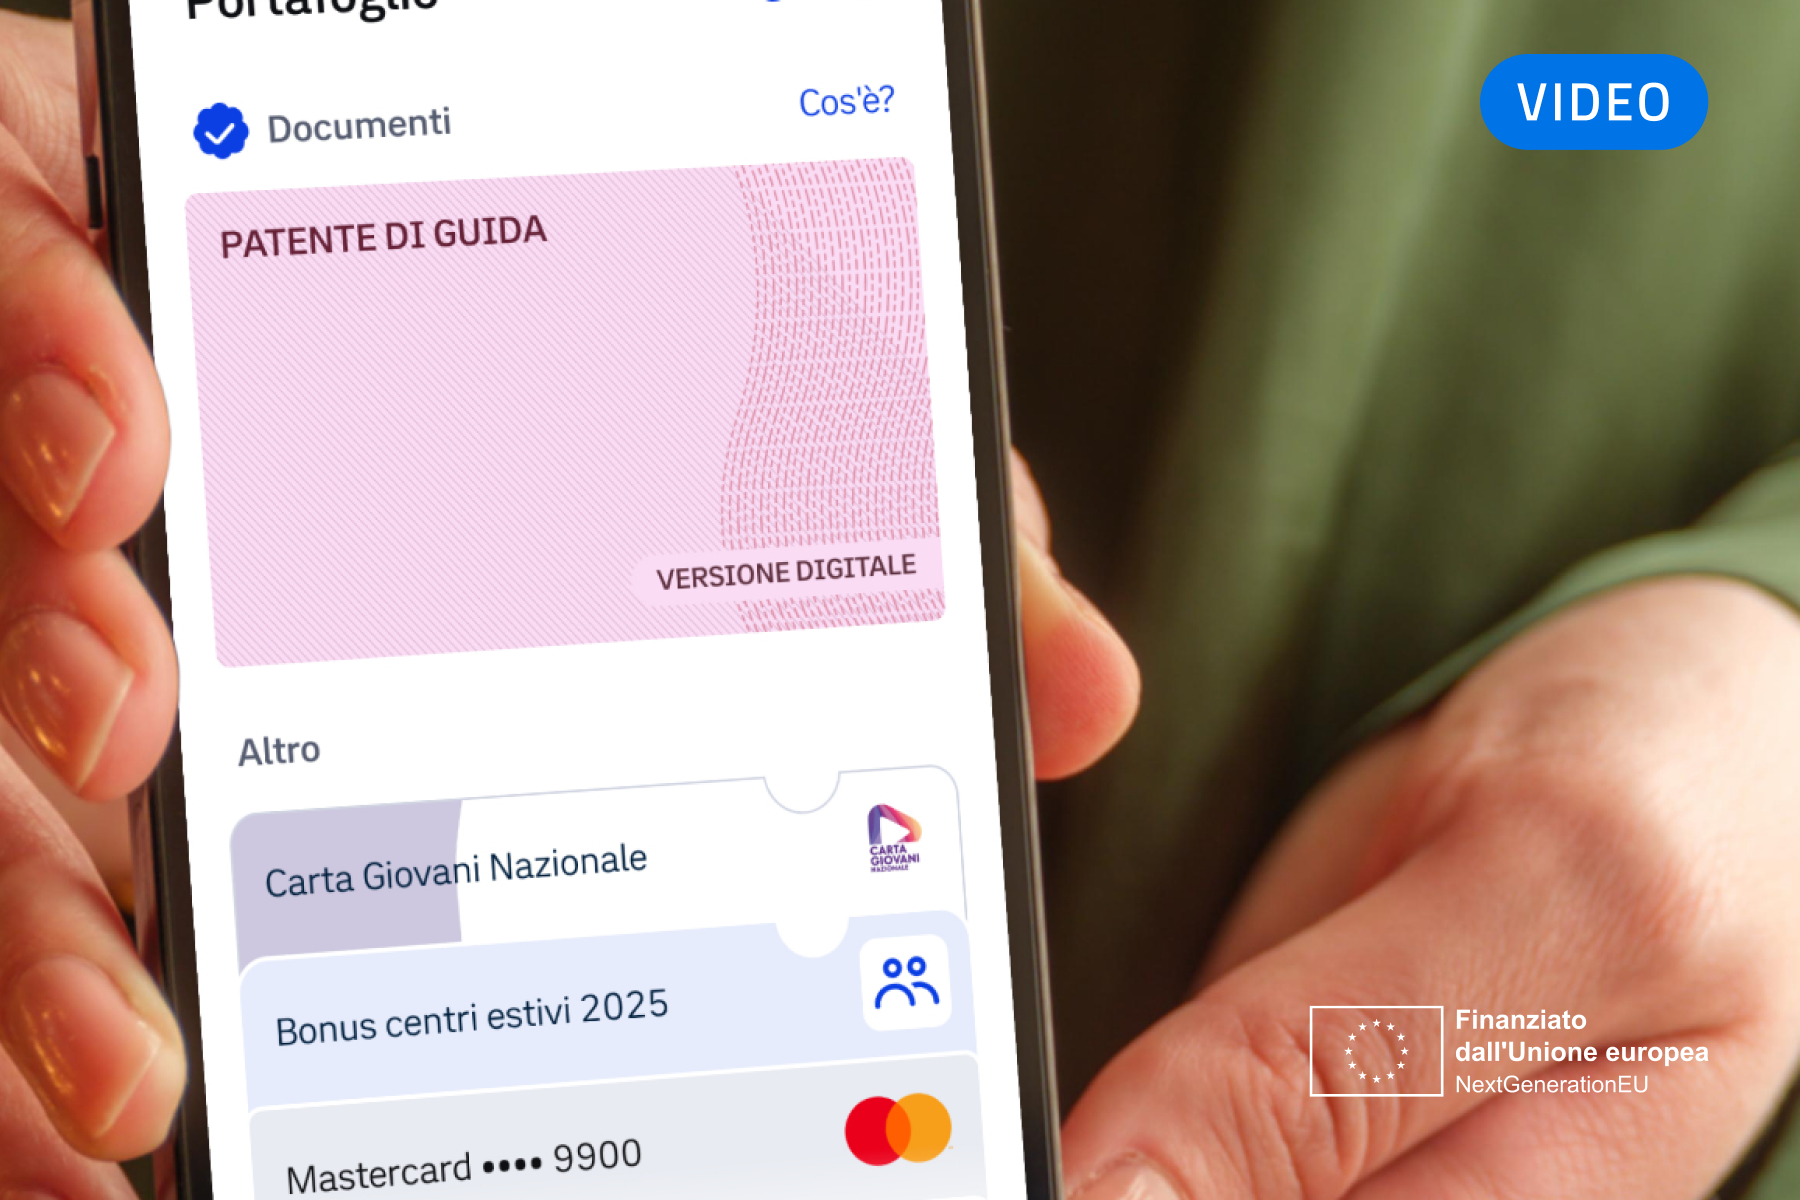 Portafoglio
Documenti
Cos'è?
VIDEO
PATENTE DI GUIDA
VERSIONE DIGITALE
Altro
Carta Giovani Nazionale
CARTA
GIOVANI
NAZIONALE
Bonus centri estivi 2025
Mastercard •••• 9900
Finanziato
dall'Unione europea
NextGenerationEU